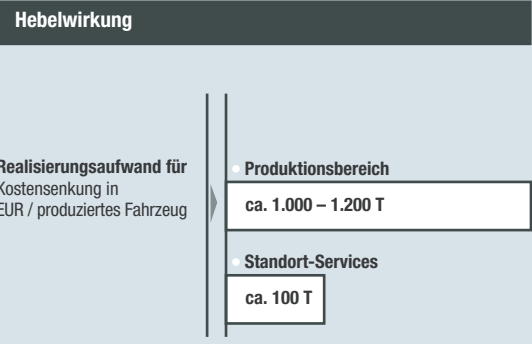 Hebelwirkung
Realisierungsaufwand für
Kostensenkung in
EUR / produziertes Fahrzeug
Produktionsbereich
ca. 1.000 – 1.200 T
Standort-Services
ca. 100 T